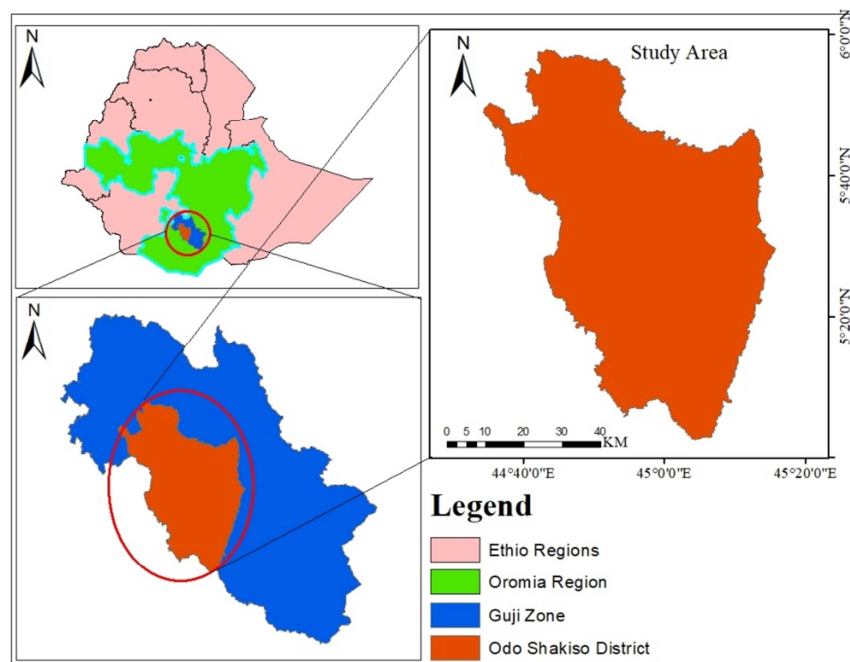 N
N
Study Area
6°0'0"N
5°40'0"N
5°20'0"N
N
0 5 10 20 30 40
KM
44°40'0"E 45°0'0"E 45°20'0"E
Legend
Ethio Regions
Oromia Region
Guji Zone
Odo Shakiso District